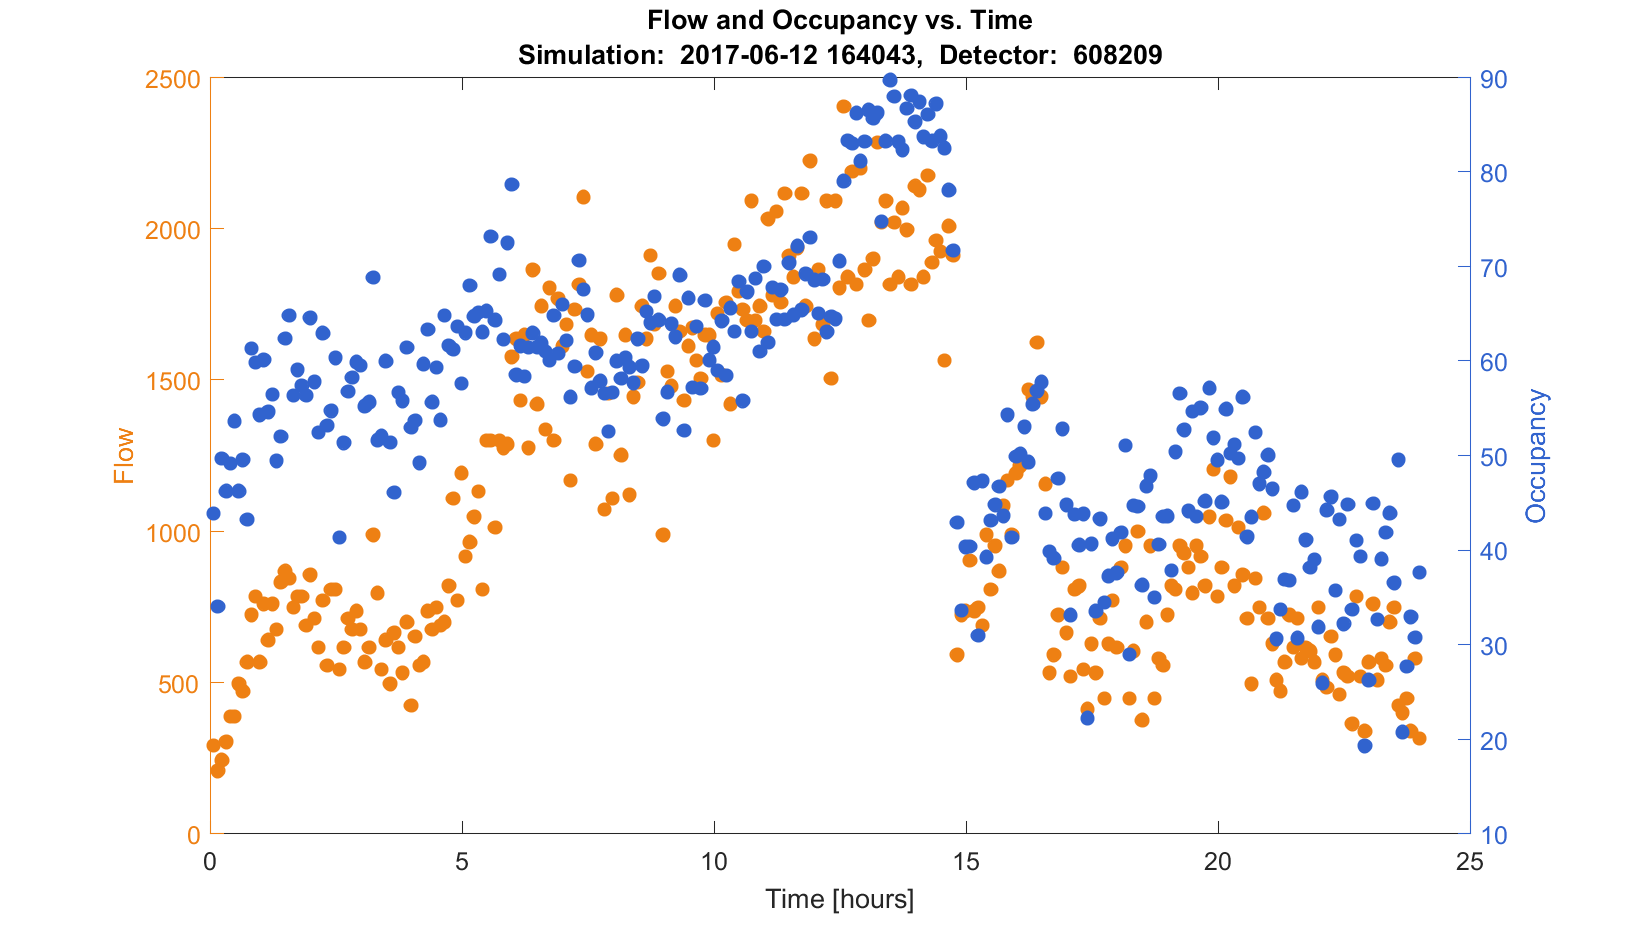 Flow and Occupancy vs. Time
Simulation:  2017-06-12 164043,  Detector:  608209
2500
2000
1500
1000
500
0
Flow
90
80
70
60
50
40
30
20
10
Occupancy
0 5 10 15 20 25
Time [hours]